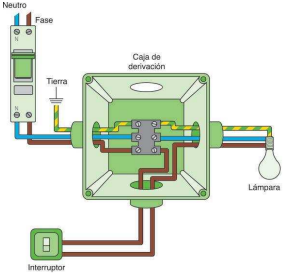 Neutro
Fase
N
Tierra
Caja de
derivación
N
Lámpara
Interruptor